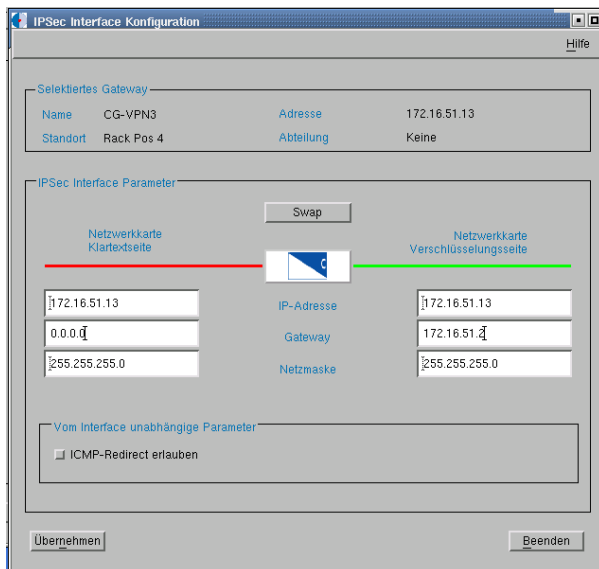 IPSec Interface Konfiguration
Hilfe
Selektiertes Gateway
Name CG-VPN3 Adresse 172.16.51.13
Standort Rack Pos 4 Abteilung Keine
IPSec Interface Parameter
Swap
Netzwerkkarte
Klartextseite
Netzwerkkarte
Verschlüsselungsseite
C
172.16.51.13 IP-Adresse 172.16.51.13
0.0.0.0 Gateway 172.16.51.2
255.255.255.0 Netzmaske 255.255.255.0
Vom Interface unabhängige Parameter
ICMP-Redirect erlauben
Übernehmen Beenden